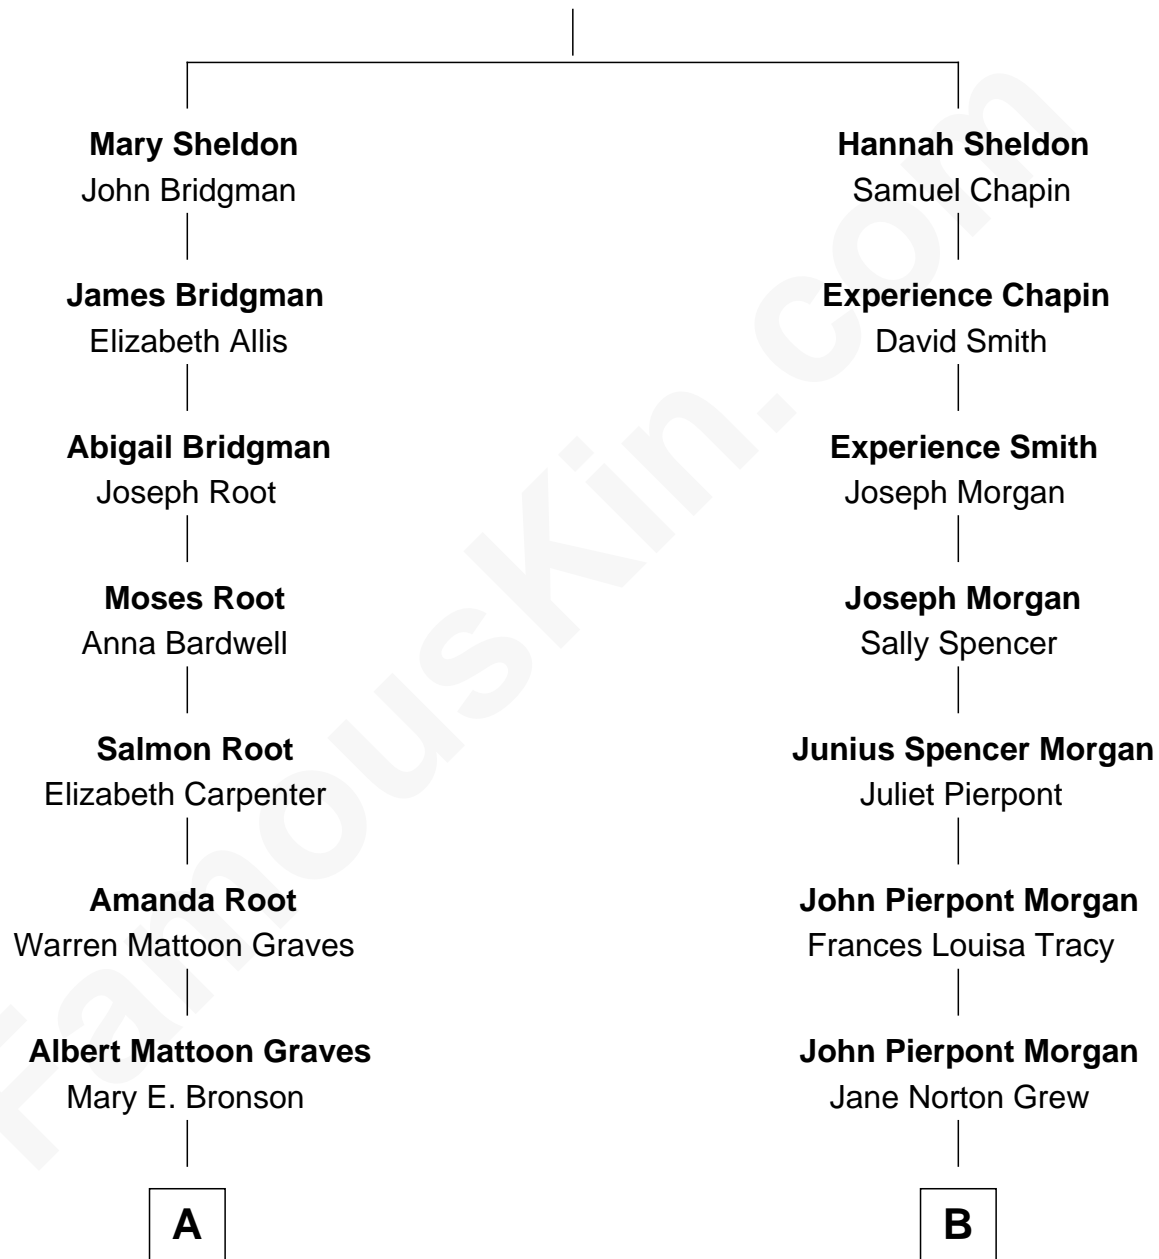 Mary Sheldon
John Bridgman
James Bridgman
Elizabeth Allis
Abigail Bridgman
Joseph Root
Moses Root
Anna Bardwell
Salmon Root
Elizabeth Carpenter
Amanda Root
Warren Mattoon Graves
Albert Mattoon Graves
Mary E. Bronson
A
Hannah Sheldon
Samuel Chapin
Experience Chapin
David Smith
Experience Smith
Joseph Morgan
Joseph Morgan
Sally Spencer
Junius Spencer Morgan
Juliet Pierpont
John Pierpont Morgan
Frances Louisa Tracy
John Pierpont Morgan
Jane Norton Grew
B
FamousKin.com